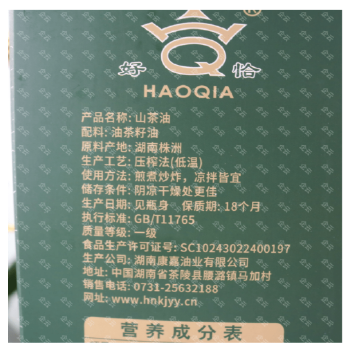 ®
好 恰
HAOQIA
产品名称: 山茶油
配料: 油茶籽油
原料产地: 湖南株洲
生产工艺: 压榨法(低温)
使用方法: 煎煮炒炸，凉拌皆宜
储存条件: 阴凉干燥处更佳
生产日期: 见瓶身 保质期: 18个月
执行标准: GB/T11765
质量等级: 一级
食品生产许可证号: SC10243022400197
生产公司: 湖南康嘉油业有限公司
地址: 中国湖南省茶陵县腰潞镇马加村
销售电话: 0731-25632188
网址: www.hnkjyy.cn
营养成分表